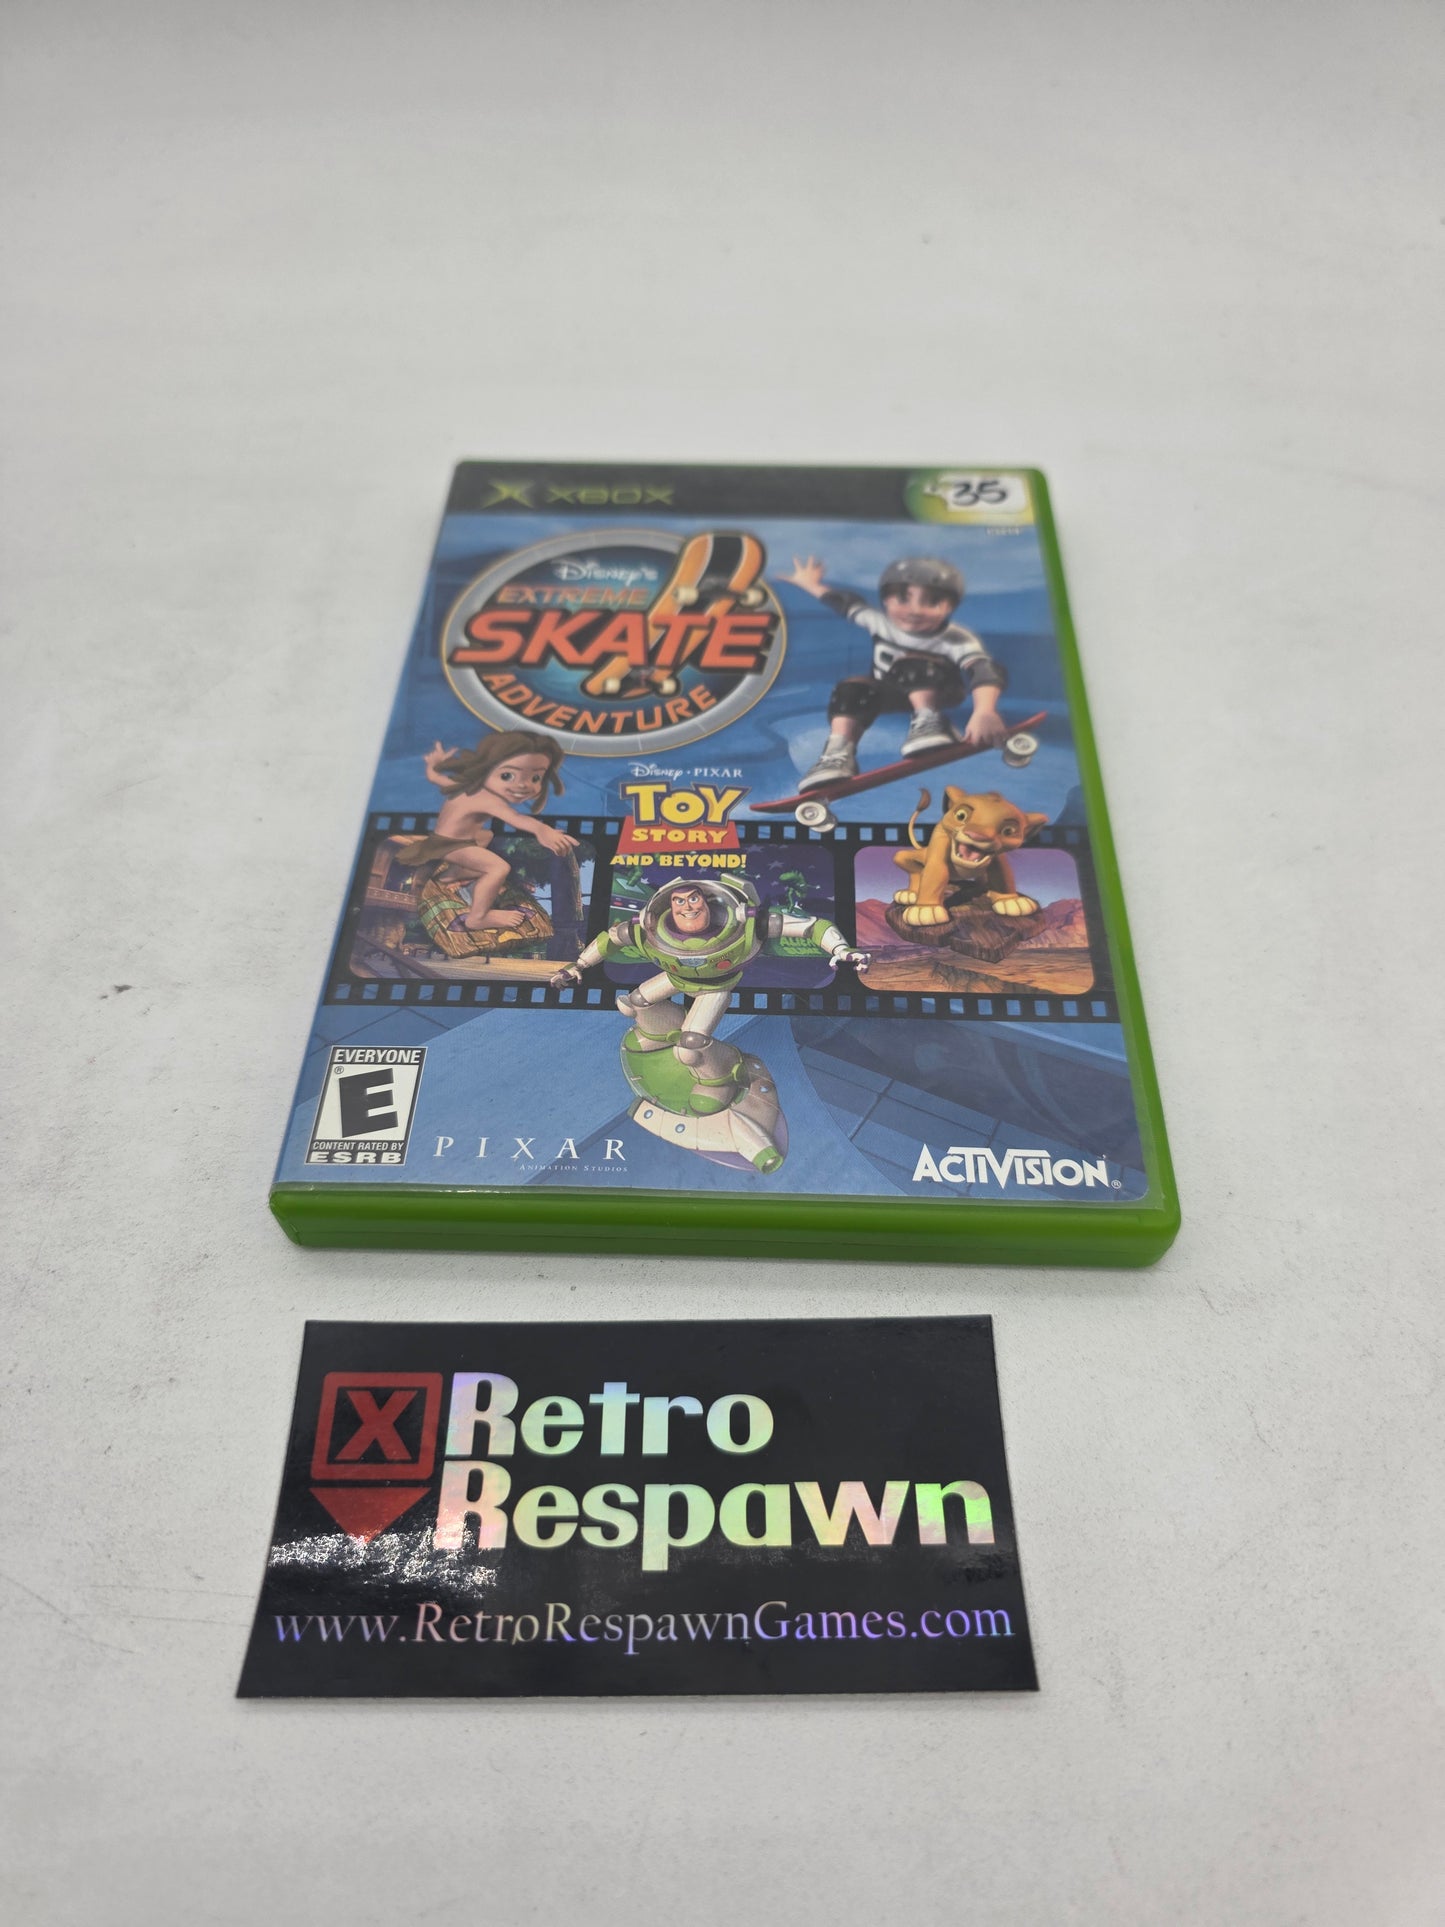 XBOX
35
Disney's
EXTREME
SKATE
ADVENTURE
Disney • PIXAR
TOY
STORY
AND BEYOND!
EVERYONE
E
®
CONTENT RATED BY
ESRB
PIXAR
ANIMATION STUDIOS
ACTIVISION®
X Retro
Respawn
www.RetroRespawnGames.com